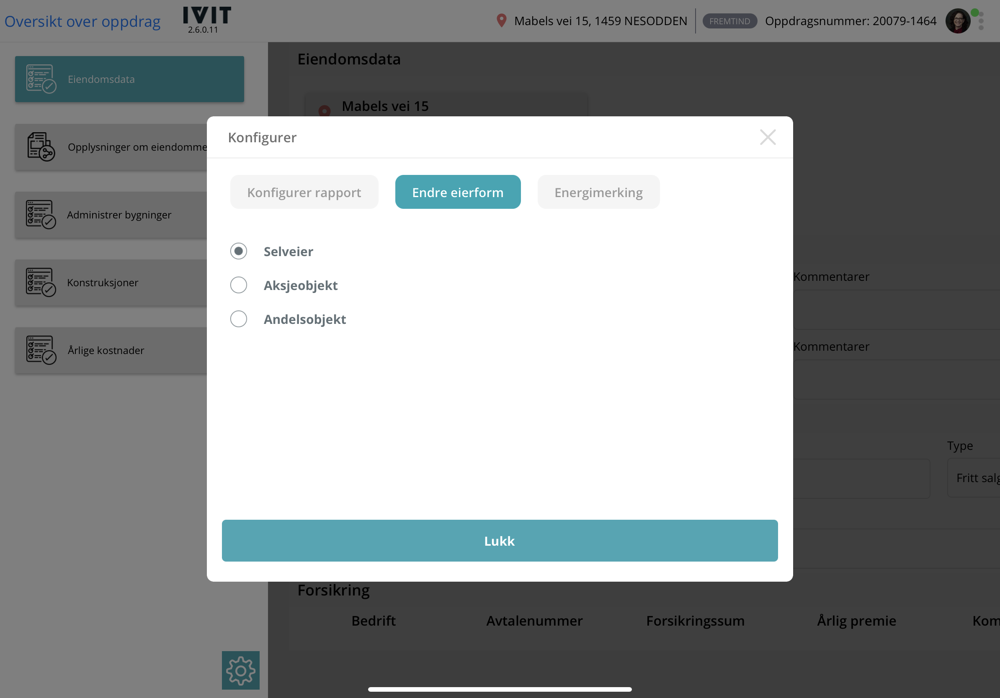 Oversikt over oppdrag
IVIT
2.6.0.11
Mabels vei 15, 1459 NESODDEN
FREMTIND
Oppdragsnummer: 20079-1464
Eiendomsdata
Opplysninger om eiendomme
Administrer bygninger
Konstruksjoner
Årlige kostnader
Eiendomsdata
Mabels vei 15
Konfigurer
Konfigurer rapport
Endre eierform
Energimerking
Selveier
Aksjeobjekt
Andelsobjekt
Lukk
Kommentarer
Kommentarer
Type
Fritt salg
Forsikring
Bedrift Avtalenummer Forsikringssum Årlig premie Kom